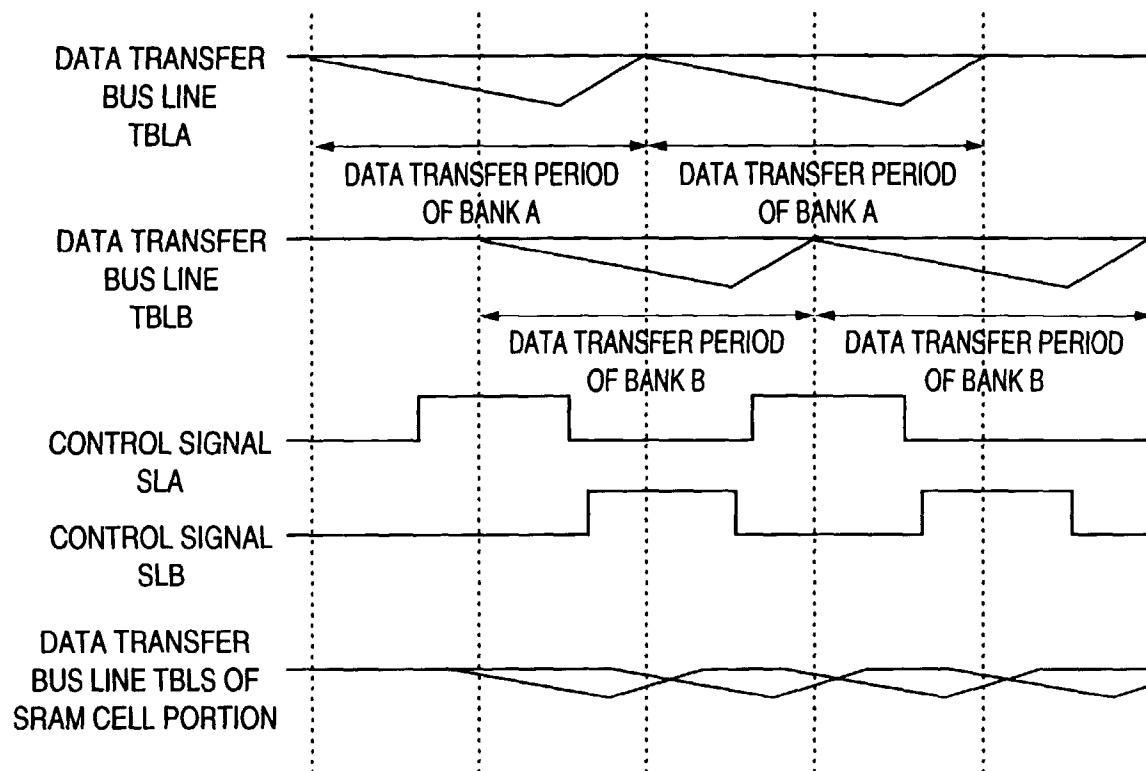 DATA TRANSFER
BUS LINE
TBLA
DATA TRANSFER PERIOD
OF BANK A
DATA TRANSFER PERIOD
OF BANK A
DATA TRANSFER
BUS LINE
TBLB
DATA TRANSFER PERIOD
OF BANK B
DATA TRANSFER PERIOD
OF BANK B
CONTROL SIGNAL
SLA
CONTROL SIGNAL
SLB
DATA TRANSFER
BUS LINE TBLS OF
SRAM CELL PORTION